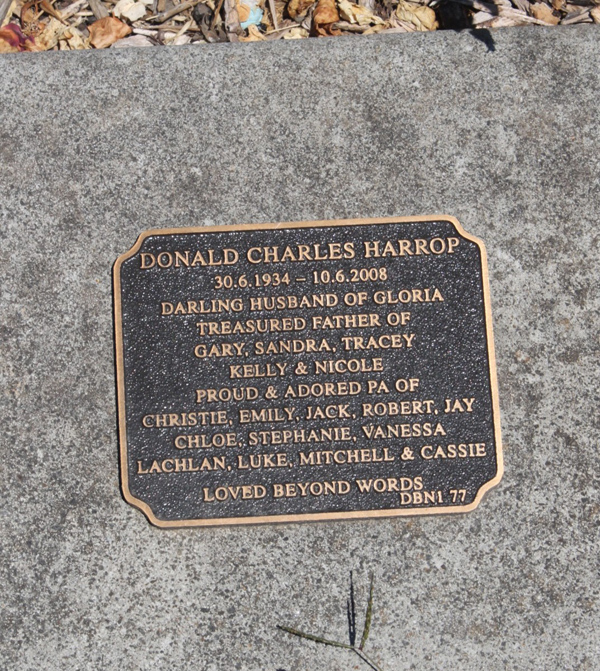 DONALD CHARLES HARROP
30.6.1934 – 10.6.2008
DARLING HUSBAND OF GLORIA
TREASURED FATHER OF
GARY, SANDRA, TRACEY
KELLY & NICOLE
PROUD & ADORED PA OF
CHRISTIE, EMILY, JACK, ROBERT, JAY
CHLOE, STEPHANIE, VANESSA
LACHLAN, LUKE, MITCHELL & CASSIE
LOVED BEYOND WORDS
DBN1 77